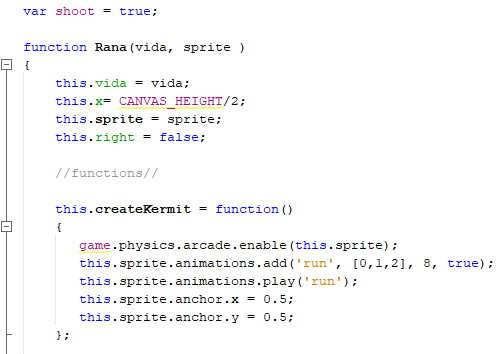 var shoot = true;
function Rana(vida, sprite )
{
this.vida = vida;
this.x= CANVAS_HEIGHT/2;
this.sprite = sprite;
this.right = false;
//functions//
this.createKermit = function()
{
game.physics.arcade.enable(this.sprite);
this.sprite.animations.add('run', [0,1,2], 8, true);
this.sprite.animations.play('run');
this.sprite.anchor.x = 0.5;
this.sprite.anchor.y = 0.5;
};